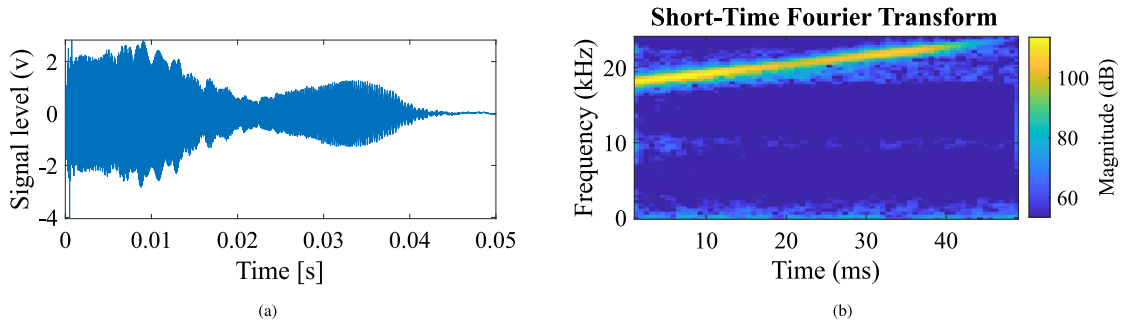 Short-Time Fourier Transform
Signal level (v)
2
0
-2
-4
0
0.01
0.02
0.03
0.04
0.05
Time [s]
(a)
Frequency (kHz)
20
10
0
10
20
30
40
Time (ms)
100
80
60
Magnitude (dB)
(b)